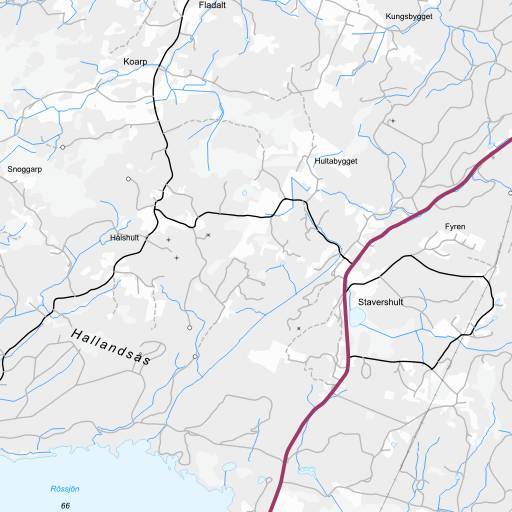 Fladalt
Kungsbygget
Koarp
Hultabygget
Snoggarp
Fyren
Hålshult
Stavershult
Hallandsås
Rössjön
66